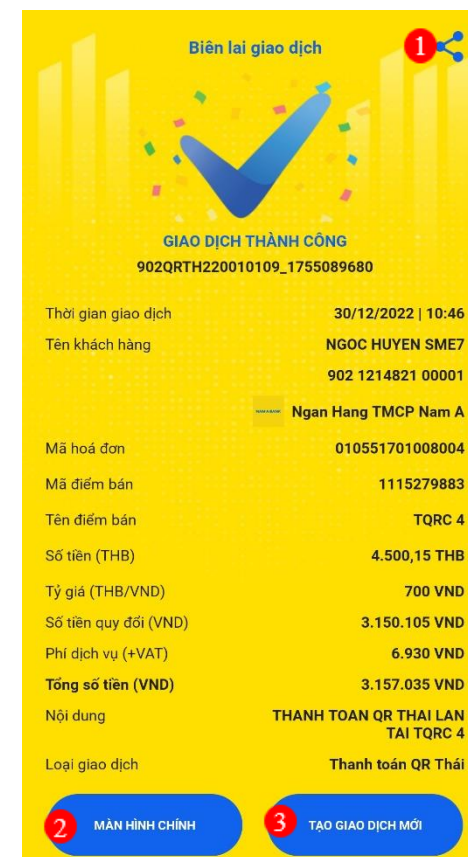 Biên lai giao dịch 1
GIAO DỊCH THÀNH CÔNG
902QRTH220010109_1755089680
Thời gian giao dịch 30/12/2022 | 10:46
Tên khách hàng NGOC HUYEN SME7
902 1214821 00001
NAM A BANK Ngan Hang TMCP Nam A
Mã hoá đơn 010551701008004
Mã điểm bán 1115279883
Tên điểm bán TQRC 4
Số tiền (THB) 4.500,15 THB
Tỷ giá (THB/VND) 700 VND
Số tiền quy đổi (VND) 3.150.105 VND
Phí dịch vụ (+VAT) 6.930 VND
Tổng số tiền (VND) 3.157.035 VND
Nội dung THANH TOAN QR THAI LAN
TAI TQRC 4
Loại giao dịch Thanh toán QR Thái
2 MÀN HÌNH CHÍNH 3 TẠO GIAO DỊCH MỚI